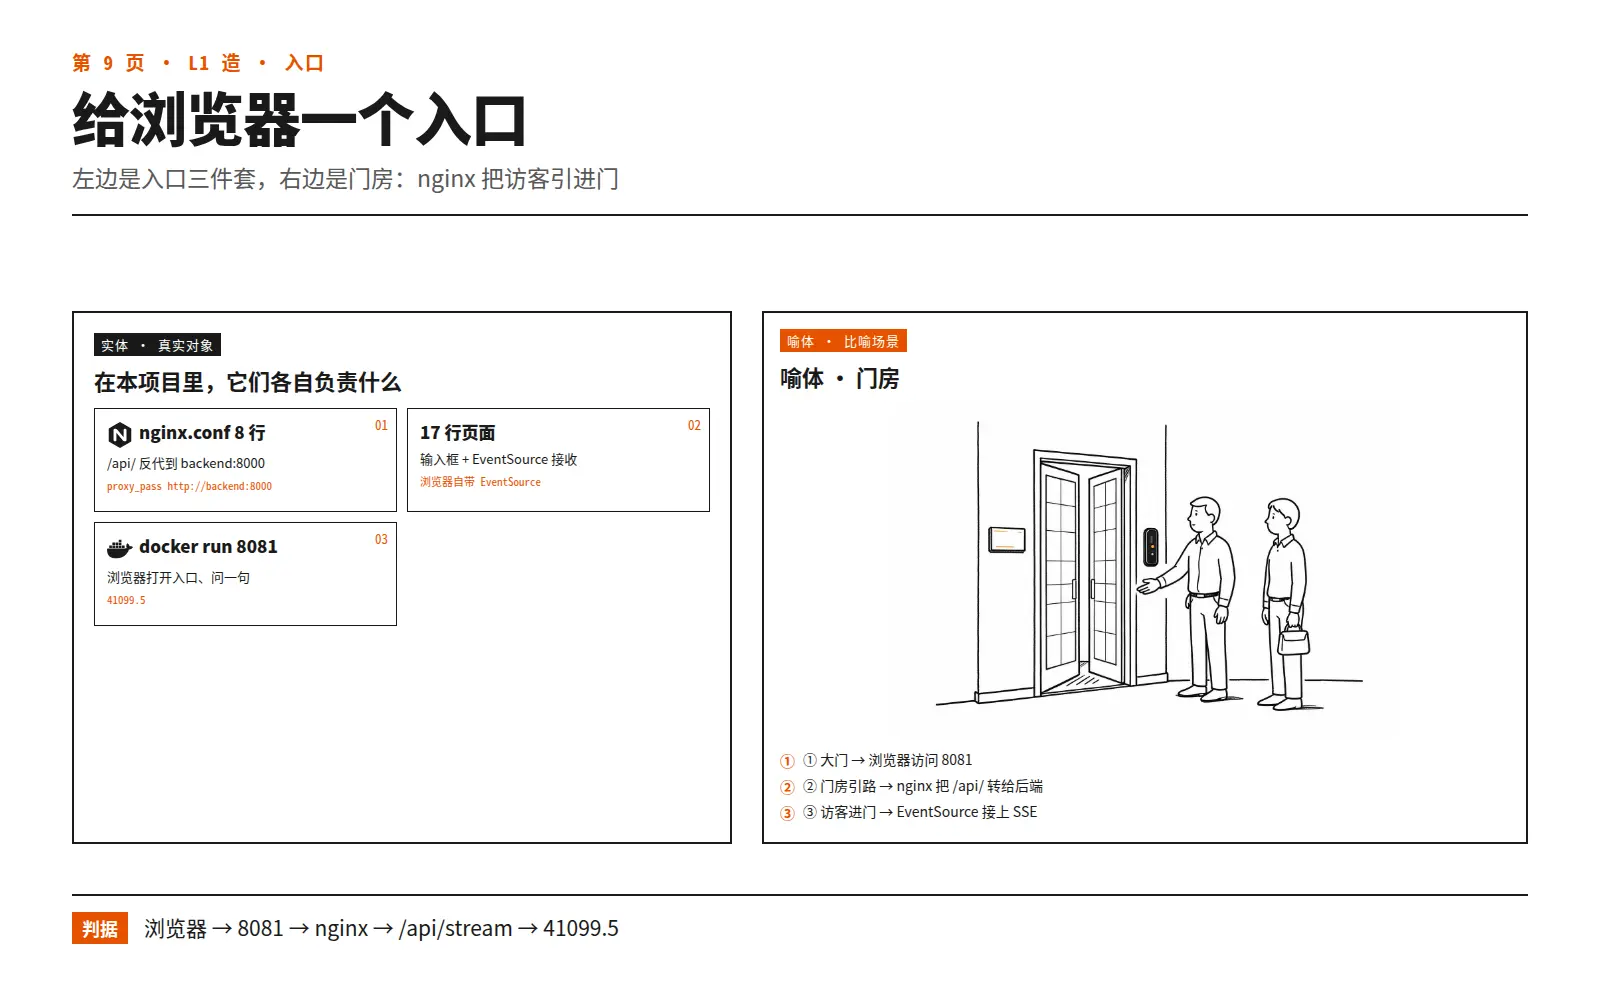 第 9 页 · L1 造 · 入口
给浏览器一个入口
左边是入口三件套，右边是门房：nginx 把访客引进门
实体 · 真实对象
在本项目里，它们各自负责什么
nginx.conf 8 行
01
/api/ 反代到 backend:8000
proxy_pass http://backend:8000
17 行页面
02
输入框 + EventSource 接收
浏览器自带 EventSource
docker run 8081
03
浏览器打开入口、问一句
41099.5
喻体 · 比喻场景
喻体 · 门房
① ① 大门 → 浏览器访问 8081
② ② 门房引路 → nginx 把 /api/ 转给后端
③ ③ 访客进门 → EventSource 接上 SSE
判据 浏览器 → 8081 → nginx → /api/stream → 41099.5